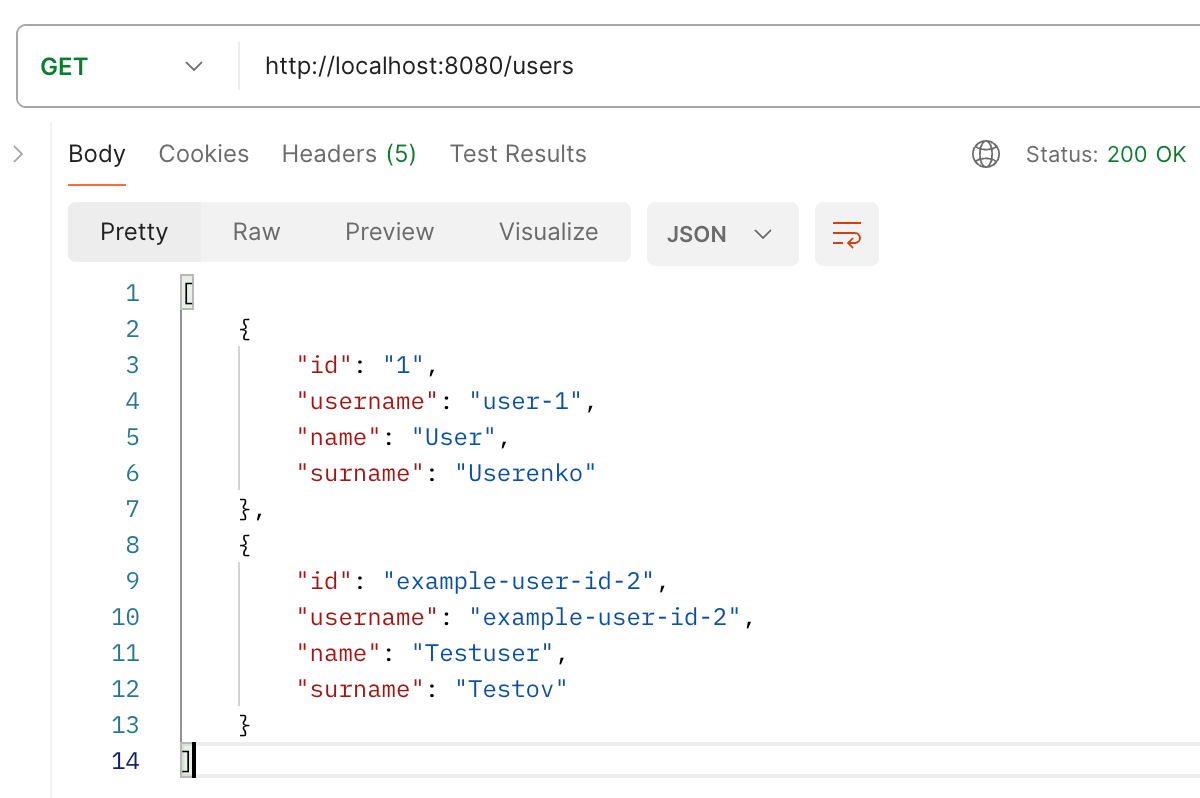 GET http://localhost:8080/users
Body Cookies Headers (5) Test Results Status: 200 OK
Pretty Raw Preview Visualize JSON
1 [
2 {
3 "id": "1",
4 "username": "user-1",
5 "name": "User",
6 "surname": "Userenko"
7 },
8 {
9 "id": "example-user-id-2",
10 "username": "example-user-id-2",
11 "name": "Testuser",
12 "surname": "Testov"
13 }
14 ]